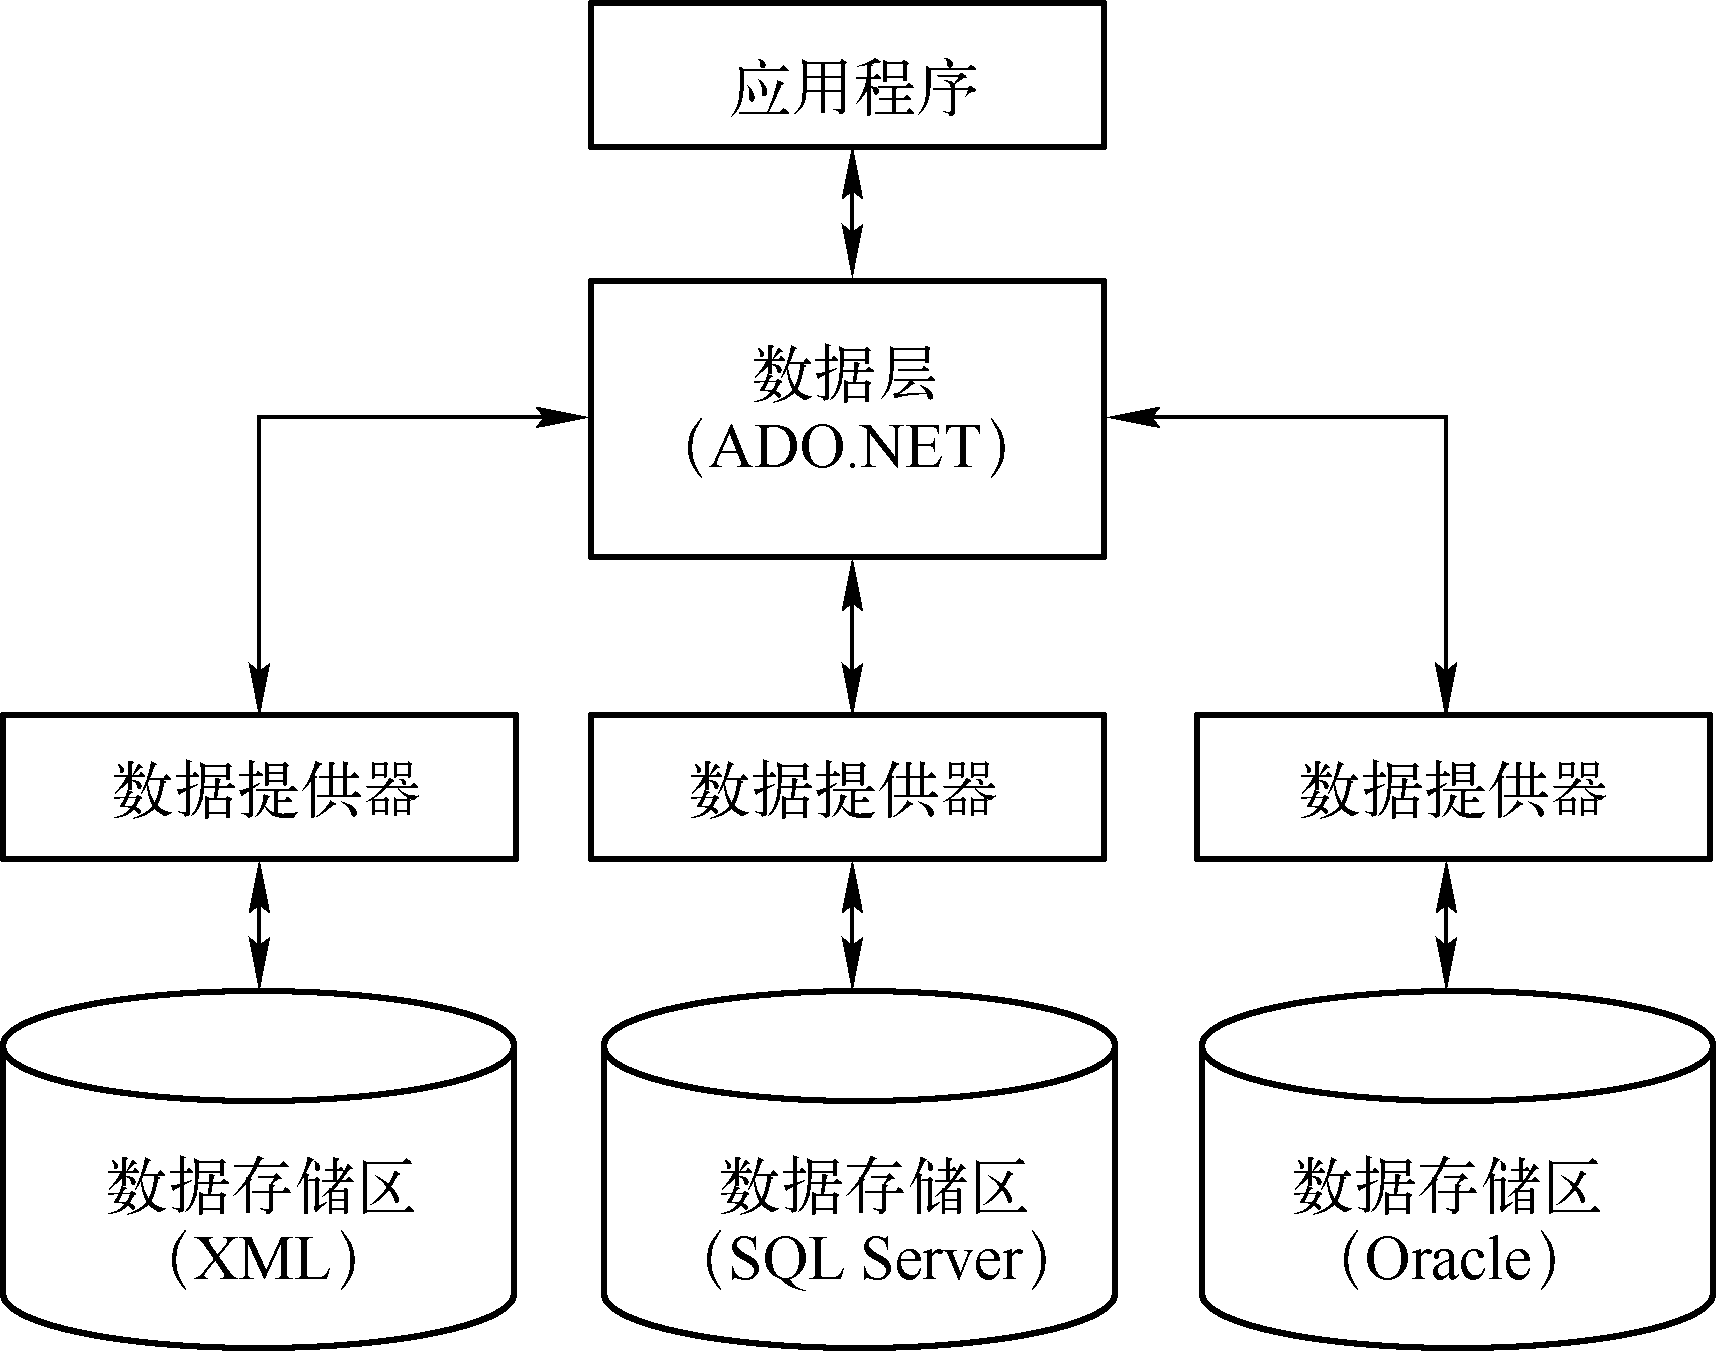 应用程序
数据层
（ADO.NET）
数据提供器
数据提供器
数据提供器
数据存储区
（XML）
数据存储区
（SQL Server）
数据存储区
（Oracle）